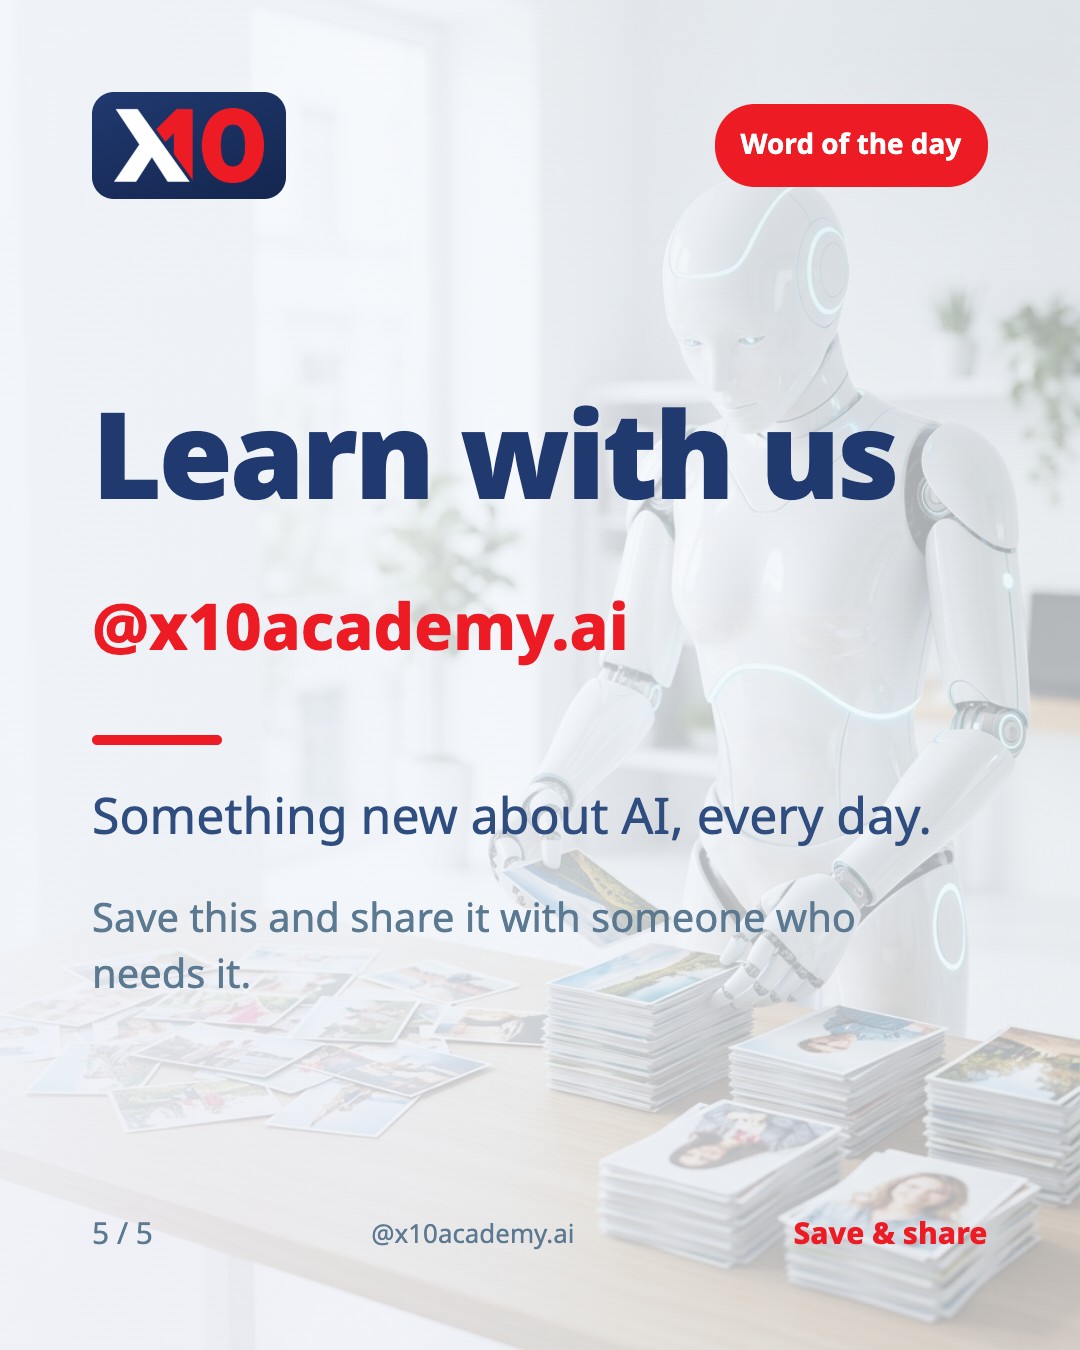 X10
Word of the day
Learn with us
@x10academy.ai
Something new about AI, every day.
Save this and share it with someone who
needs it.
5 / 5
@x10academy.ai
Save & share